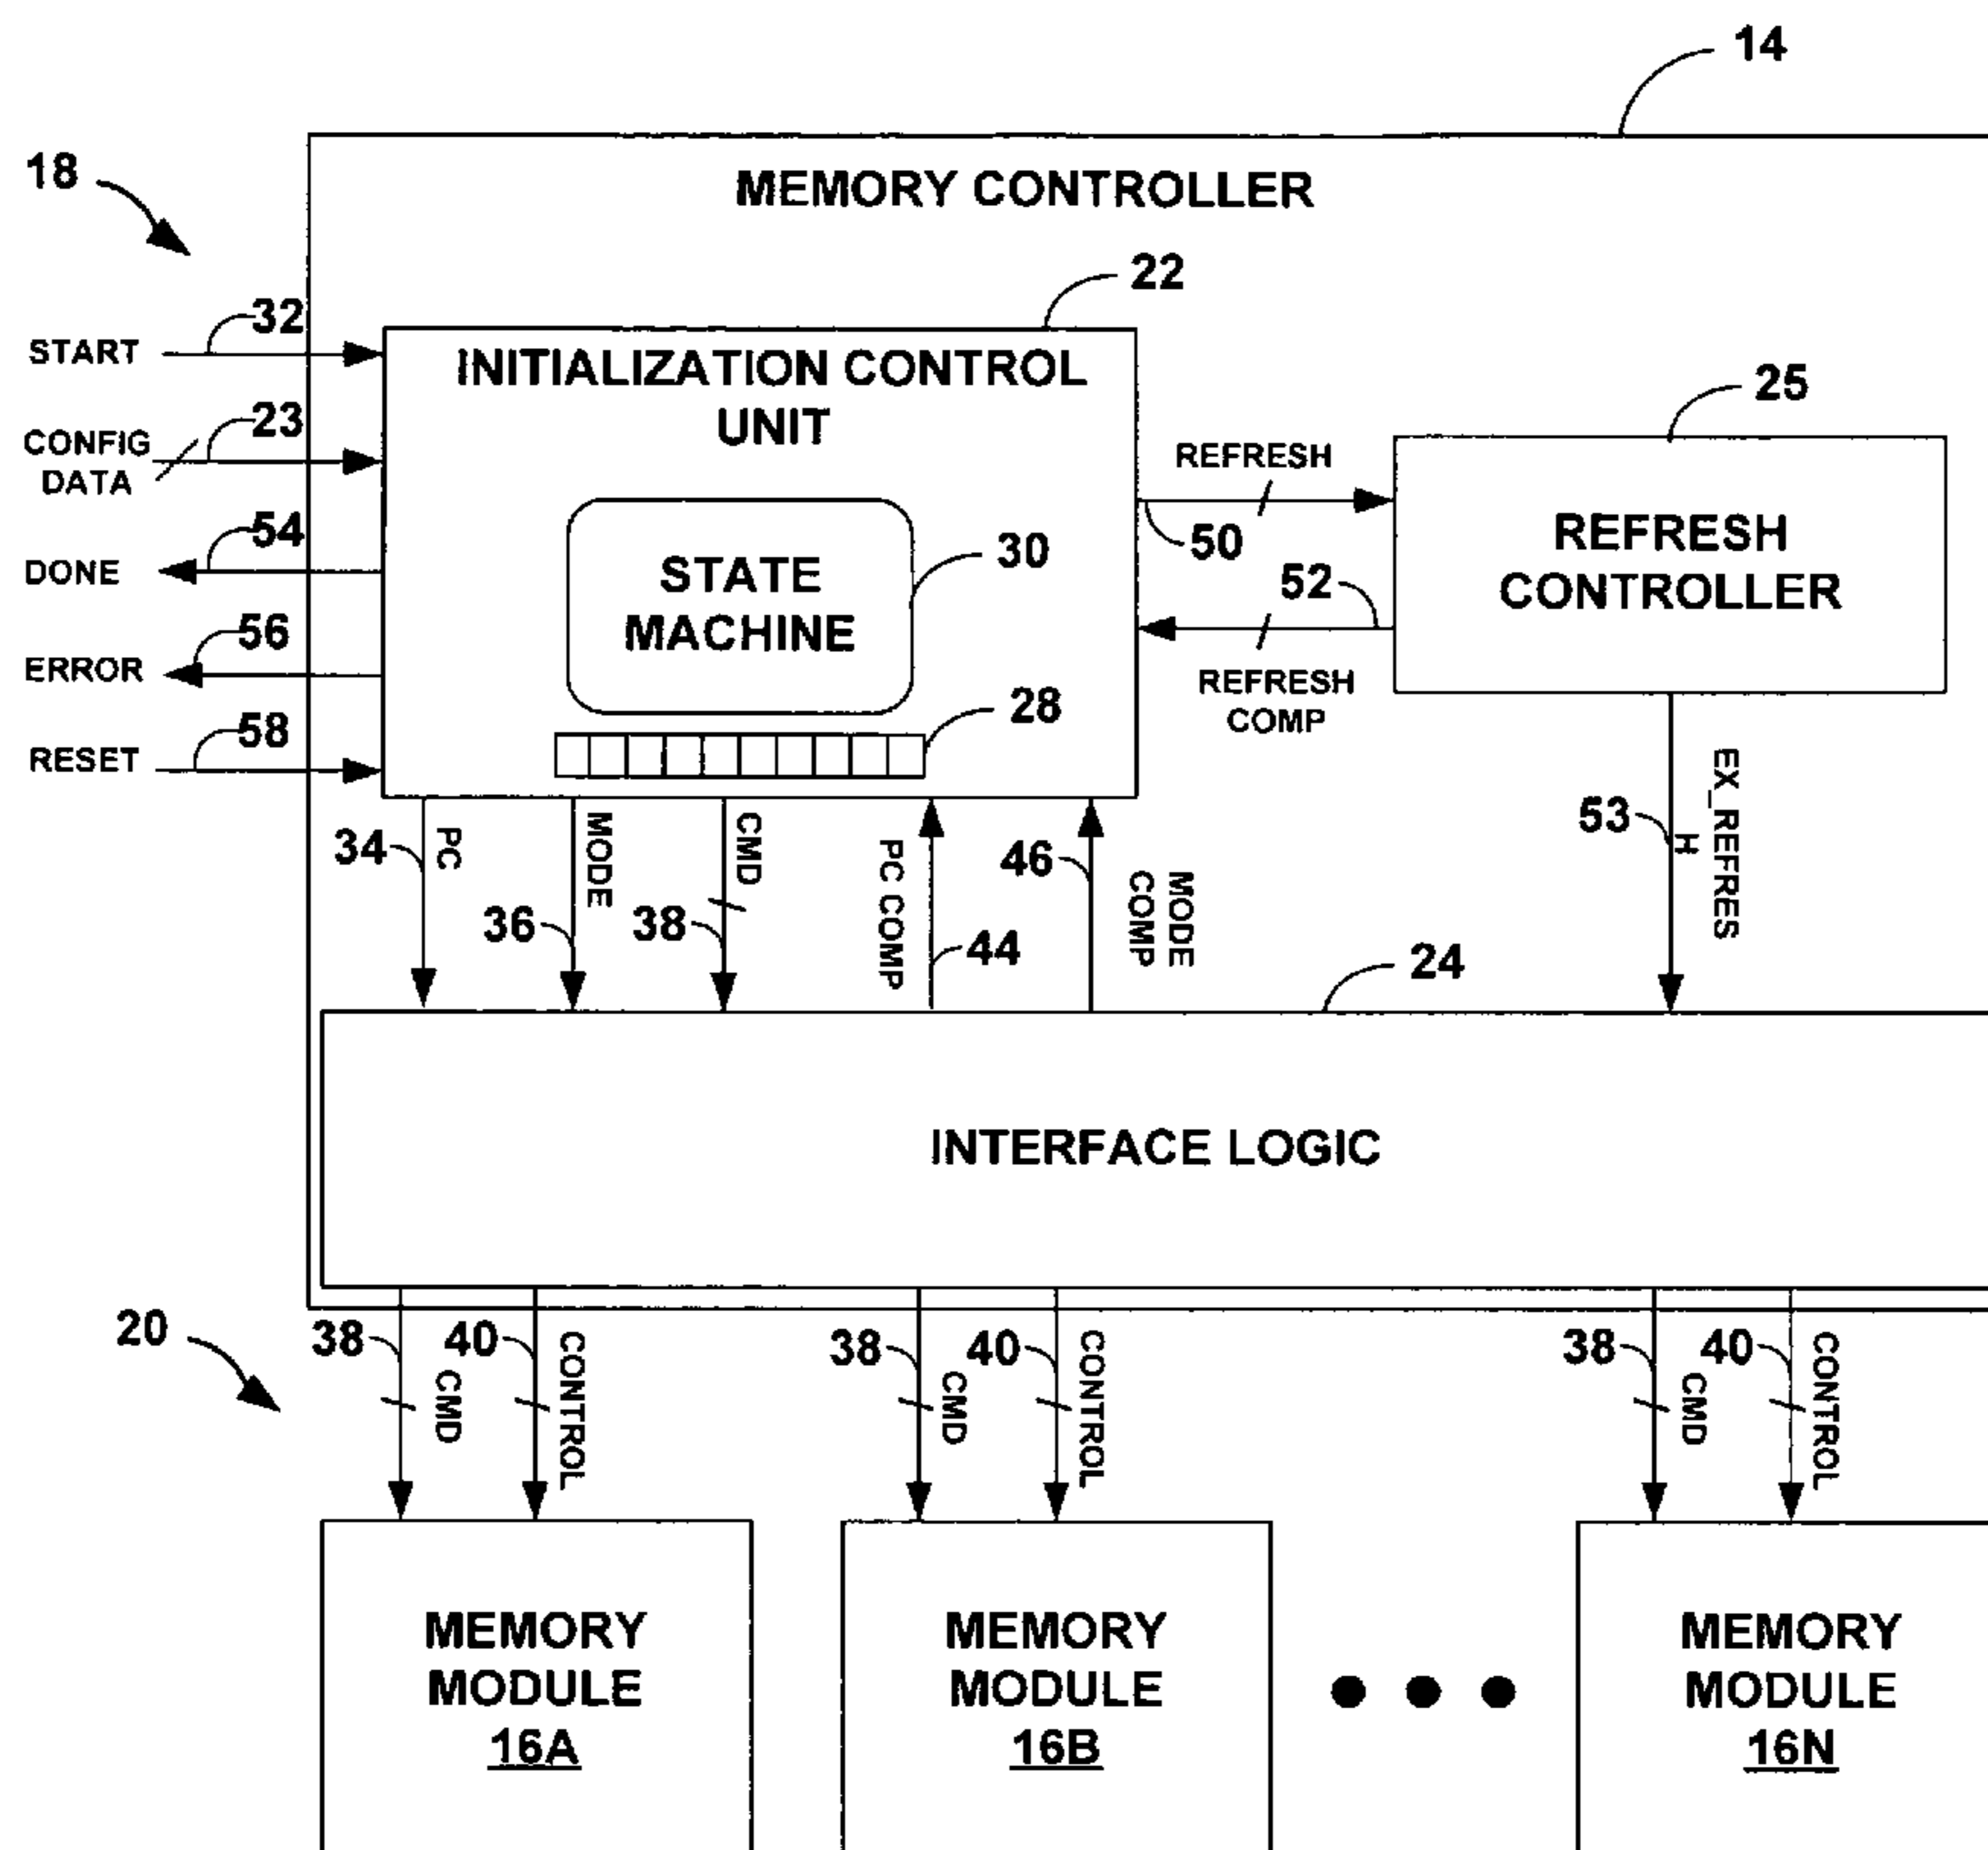 14
18
MEMORY CONTROLLER
22
32
START
INITIALIZATION CONTROL
UNIT
25
23
CONFIG
DATA
REFRESH
50
REFRESH
CONTROLLER
54
DONE
STATE
MACHINE
30
52
56
ERROR
REFRESH
COMP
28
58
RESET
34
PC
MODE
36
CMD
38
PC COMP
44
46
MODE
COMP
53
EX_REFRES
H
24
INTERFACE LOGIC
20
38
CMD
40
CONTROL
38
CMD
40
CONTROL
38
CMD
40
CONTROL
MEMORY
MODULE
16A
MEMORY
MODULE
16B
MEMORY
MODULE
16N